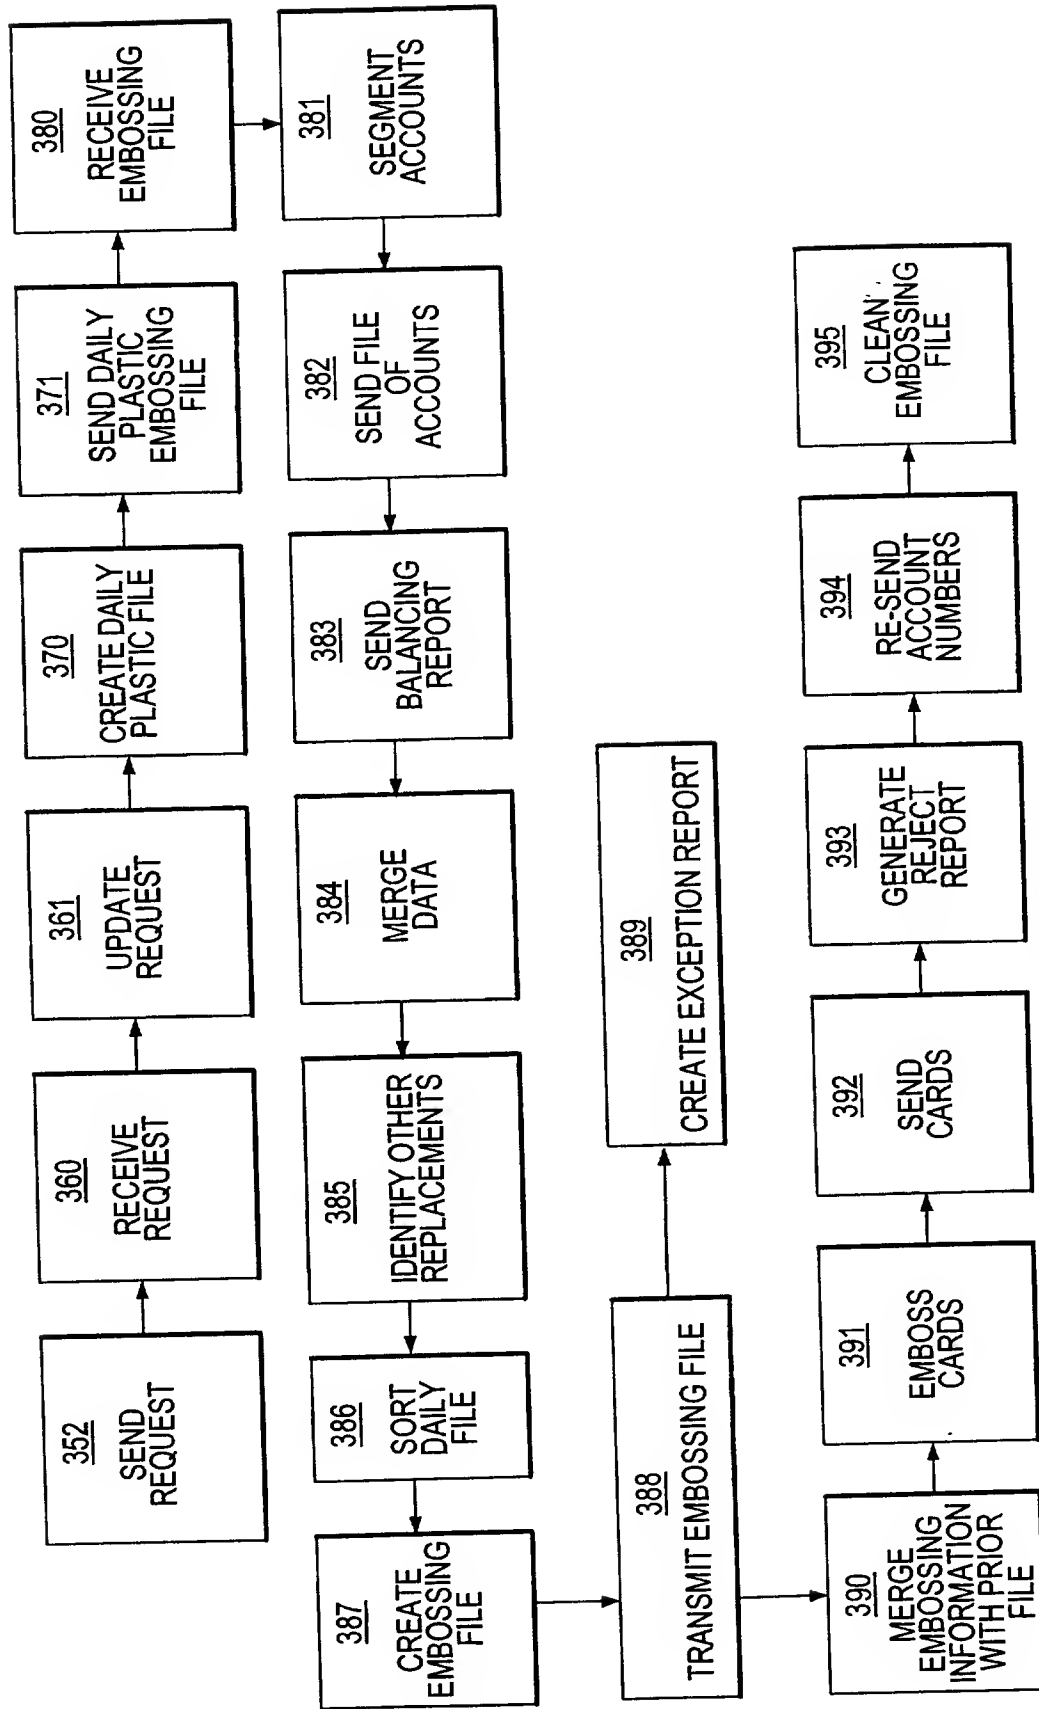 352
SEND
REQUEST
360
RECEIVE
REQUEST
361
UPDATE
REQUEST
370
CREATE DAILY
PLASTIC FILE
371
SEND DAILY
PLASTIC
EMBOSSING
FILE
380
RECEIVE
EMBOSSING
FILE
381
SEGMENT
ACCOUNTS
382
SEND FILE
OF
ACCOUNTS
383
SEND
BALANCING
REPORT
384
MERGE
DATA
385
IDENTIFY OTHER
REPLACEMENTS
386
SORT
DAILY
FILE
387
CREATE
EMBOSSING
FILE
388
TRANSMIT EMBOSSING FILE
389
CREATE EXCEPTION REPORT
390
MERGE
EMBOSSING
INFORMATION
WITH PRIOR
FILE
391
EMBOSS
CARDS
392
SEND
CARDS
393
GENERATE
REJECT
REPORT
394
RE-SEND
ACCOUNT
NUMBERS
395
CLEAN
EMBOSSING
FILE